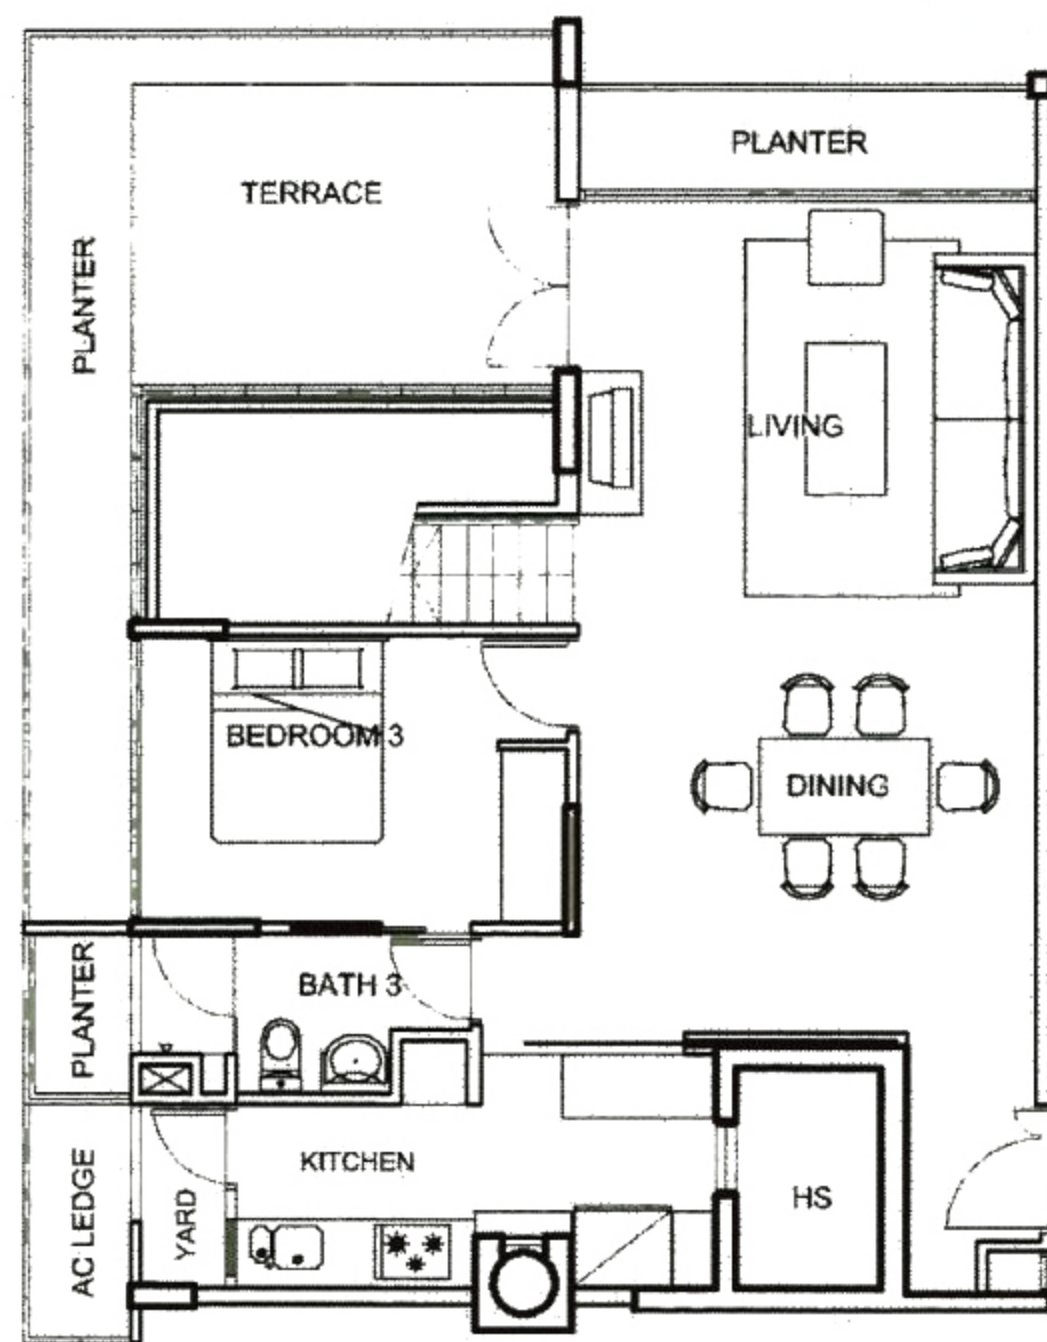 PLANTER
TERRACE
PLANTER
LIVING
BEDROOM 3
DINING
PLANTER
BATH 3
AC LEDGE
YARD
KITCHEN
HS